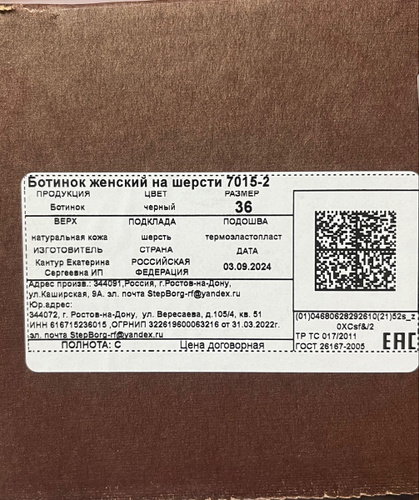 Ботинок женский на шерсти 7015-2
ПРОДУКЦИЯ ЦВЕТ РАЗМЕР
Ботинок черный 36
ВЕРХ ПОДКЛАДА ПОДОШВА
натуральная кожа шерсть термоэластопласт
ИЗГОТОВИТЕЛЬ СТРАНА ДАТА
Кантур Екатерина Сергеевна ИП РОССИЙСКАЯ ФЕДЕРАЦИЯ 03.09.2024
Адрес произв.: 344091,Россия, г.Ростов-на-Дону,
ул.Каширская, 9А. эл. почта StepBorg-rf@yandex.ru
Юр.адрес:
344072, г. Ростов-на-Дону, ул. Вересаева, д.105/4, кв. 51
ИНН 616715236015 ,ОГРНИП 322619600063216 от 31.03.2022г.
эл. почта StepBorg-rf@yandex.ru
ПОЛНОТА: С Цена договорная
(01)04680628292610(21)52s_z
0XCsf&/2
ТР ТС 017/2011
ГОСТ 26167-2005
EAC